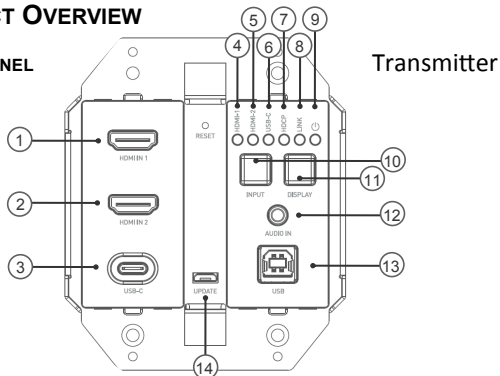 CT OVERVIEW
NEL
Transmitter
5 7 9
4 6 8
HDMI-1 HDMI-2 USB-C HDCP LINK
RESET
1
HDMI IN 1
10
11
INPUT DISPLAY
2
HDMI IN 2
12
AUDIO IN
3
USB-C
13
UPDATE
USB
14